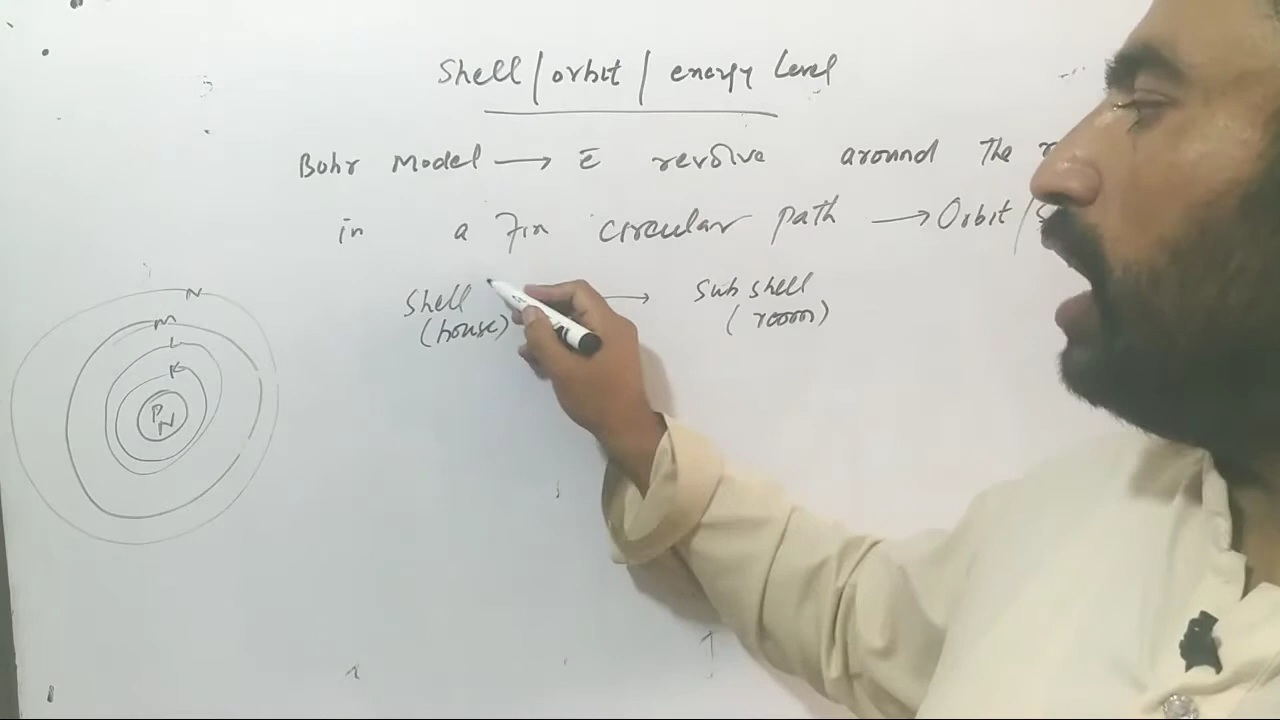 Shell / orbit / energy Level
Bohr Model → ē revolve around The
in a fix circular path → Orbit /
Shell → Sub shell
(house) (room)
N
M
L
K
P
N